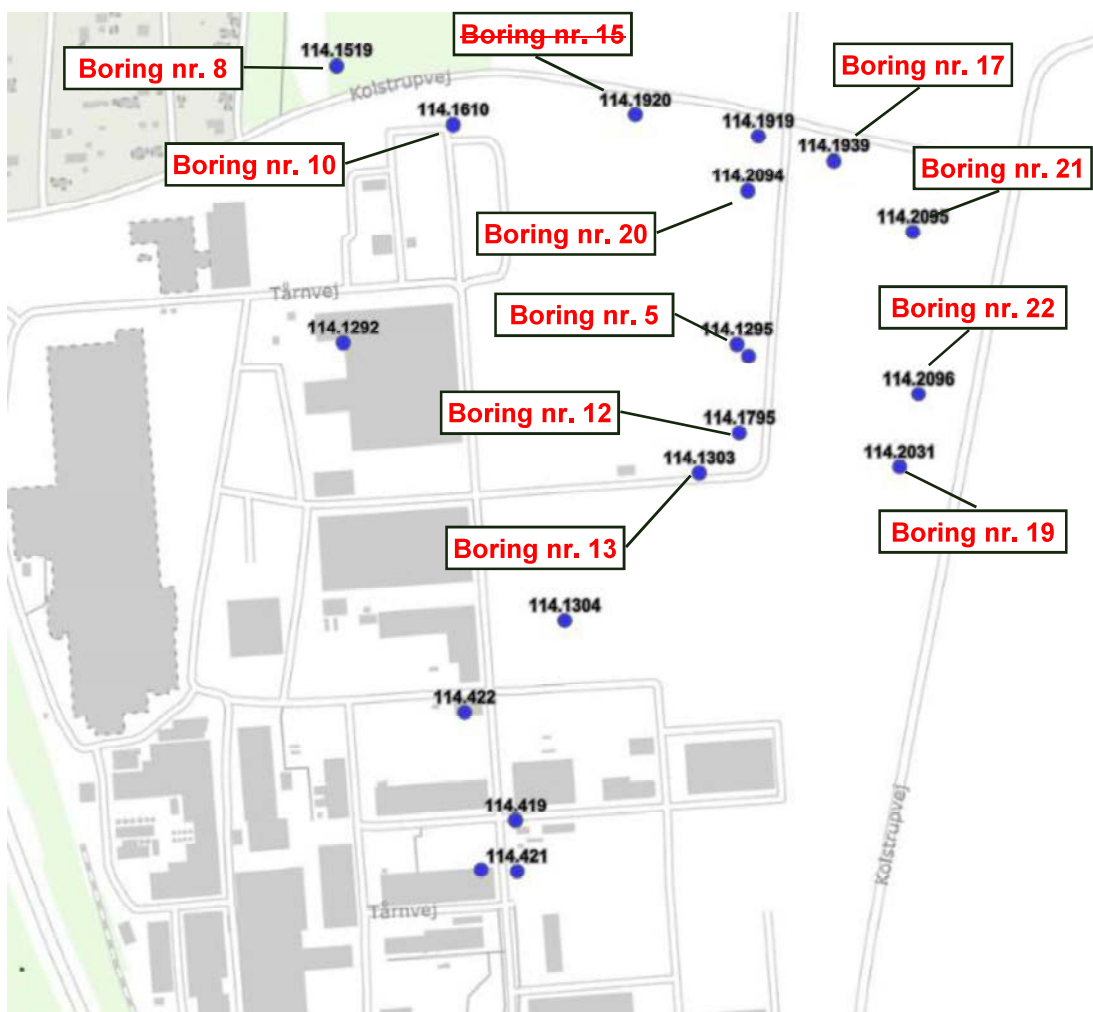 Boring nr. 15
114.1519
Boring nr. 8
Boring nr. 17
Kolstrupvej
114.1920
114.1610
114.1919
114.1939
Boring nr. 10
Boring nr. 21
114.2094
114.2095
Boring nr. 20
Tårnvej
Boring nr. 5
114.1292
114.1295
Boring nr. 22
114.2096
Boring nr. 12
114.1795
114.1303
114.2031
Boring nr. 19
Boring nr. 13
114.1304
114.422
114.419
Kolstrupvej
114.421
Tårnvej